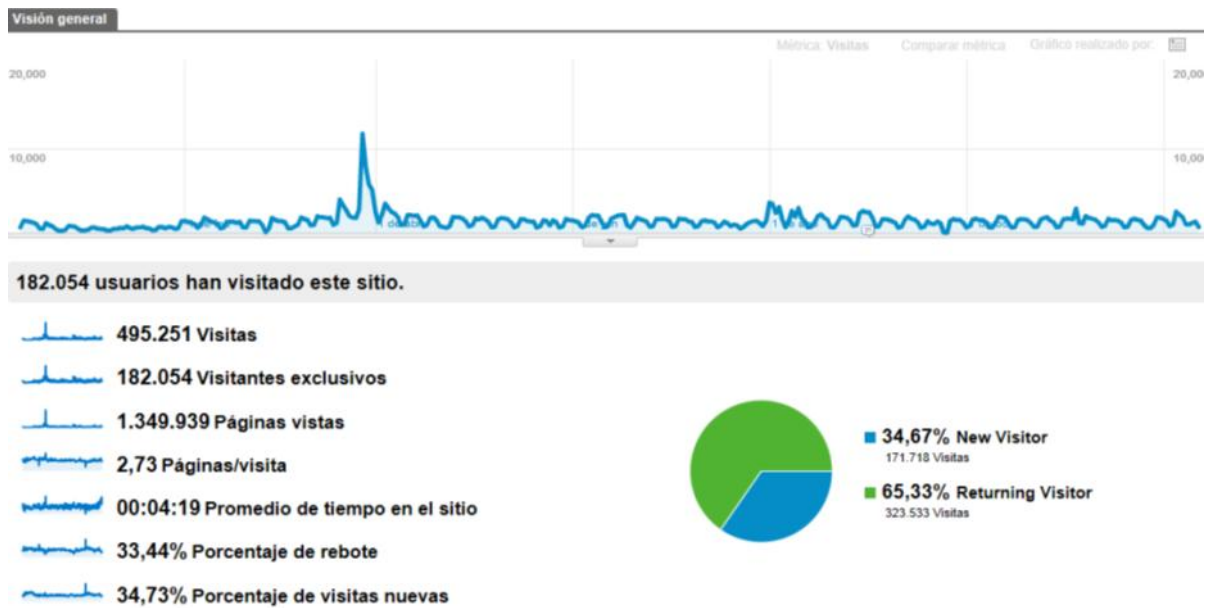 Visión general
Métrica: Visitas Comparar métrica Gráfico realizado por:
20,000 20,00
10,000 10,00
182.054 usuarios han visitado este sitio.
495.251 Visitas
182.054 Visitantes exclusivos
1.349.939 Páginas vistas
2,73 Páginas/visita
00:04:19 Promedio de tiempo en el sitio
33,44% Porcentaje de rebote
34,73% Porcentaje de visitas nuevas
34,67% New Visitor
171.718 Visitas
65,33% Returning Visitor
323.533 Visitas